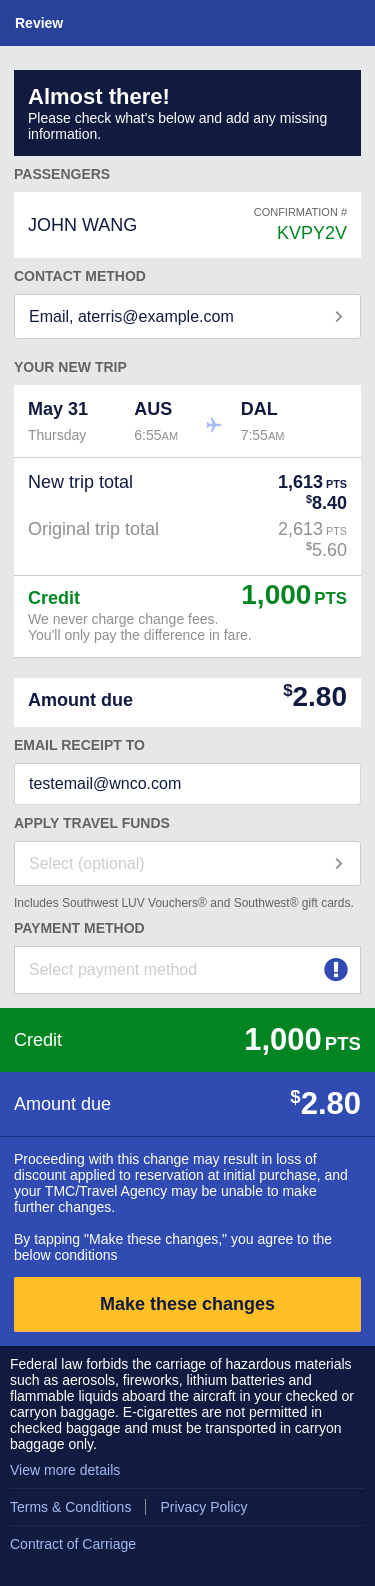 Review
Almost there!
Please check what's below and add any missing
information.
PASSENGERS
JOHN WANG
CONFIRMATION #
KVPY2V
CONTACT METHOD
Email, aterris@example.com
YOUR NEW TRIP
May 31 AUS DAL
Thursday 6:55AM 7:55AM
New trip total 1,613 PTS
$8.40
Original trip total 2,613 PTS
$5.60
Credit 1,000 PTS
We never charge change fees.
You'll only pay the difference in fare.
Amount due $2.80
EMAIL RECEIPT TO
testemail@wnco.com
APPLY TRAVEL FUNDS
Select (optional)
Includes Southwest LUV Vouchers® and Southwest® gift cards.
PAYMENT METHOD
Select payment method
Credit 1,000 PTS
Amount due $2.80
Proceeding with this change may result in loss of
discount applied to reservation at initial purchase, and
your TMC/Travel Agency may be unable to make
further changes.
By tapping "Make these changes," you agree to the
below conditions
Make these changes
Federal law forbids the carriage of hazardous materials
such as aerosols, fireworks, lithium batteries and
flammable liquids aboard the aircraft in your checked or
carryon baggage. E-cigarettes are not permitted in
checked baggage and must be transported in carryon
baggage only.
View more details
Terms & Conditions Privacy Policy
Contract of Carriage